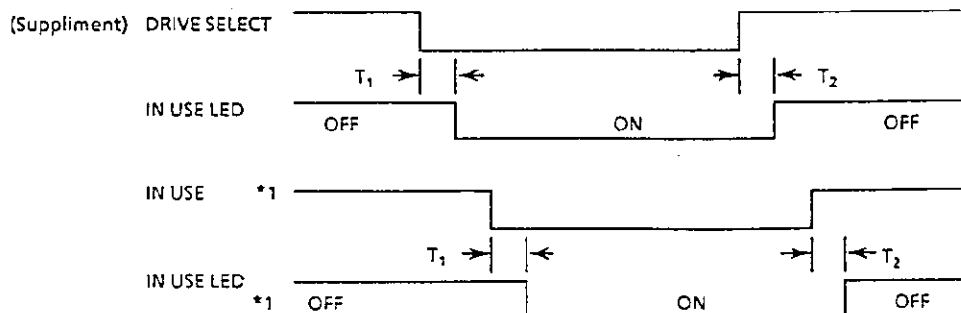 (Suppliment) DRIVE SELECT
T1 T2
IN USE LED
OFF ON OFF
IN USE *1
T1 T2
IN USE LED
*1 OFF ON OFF